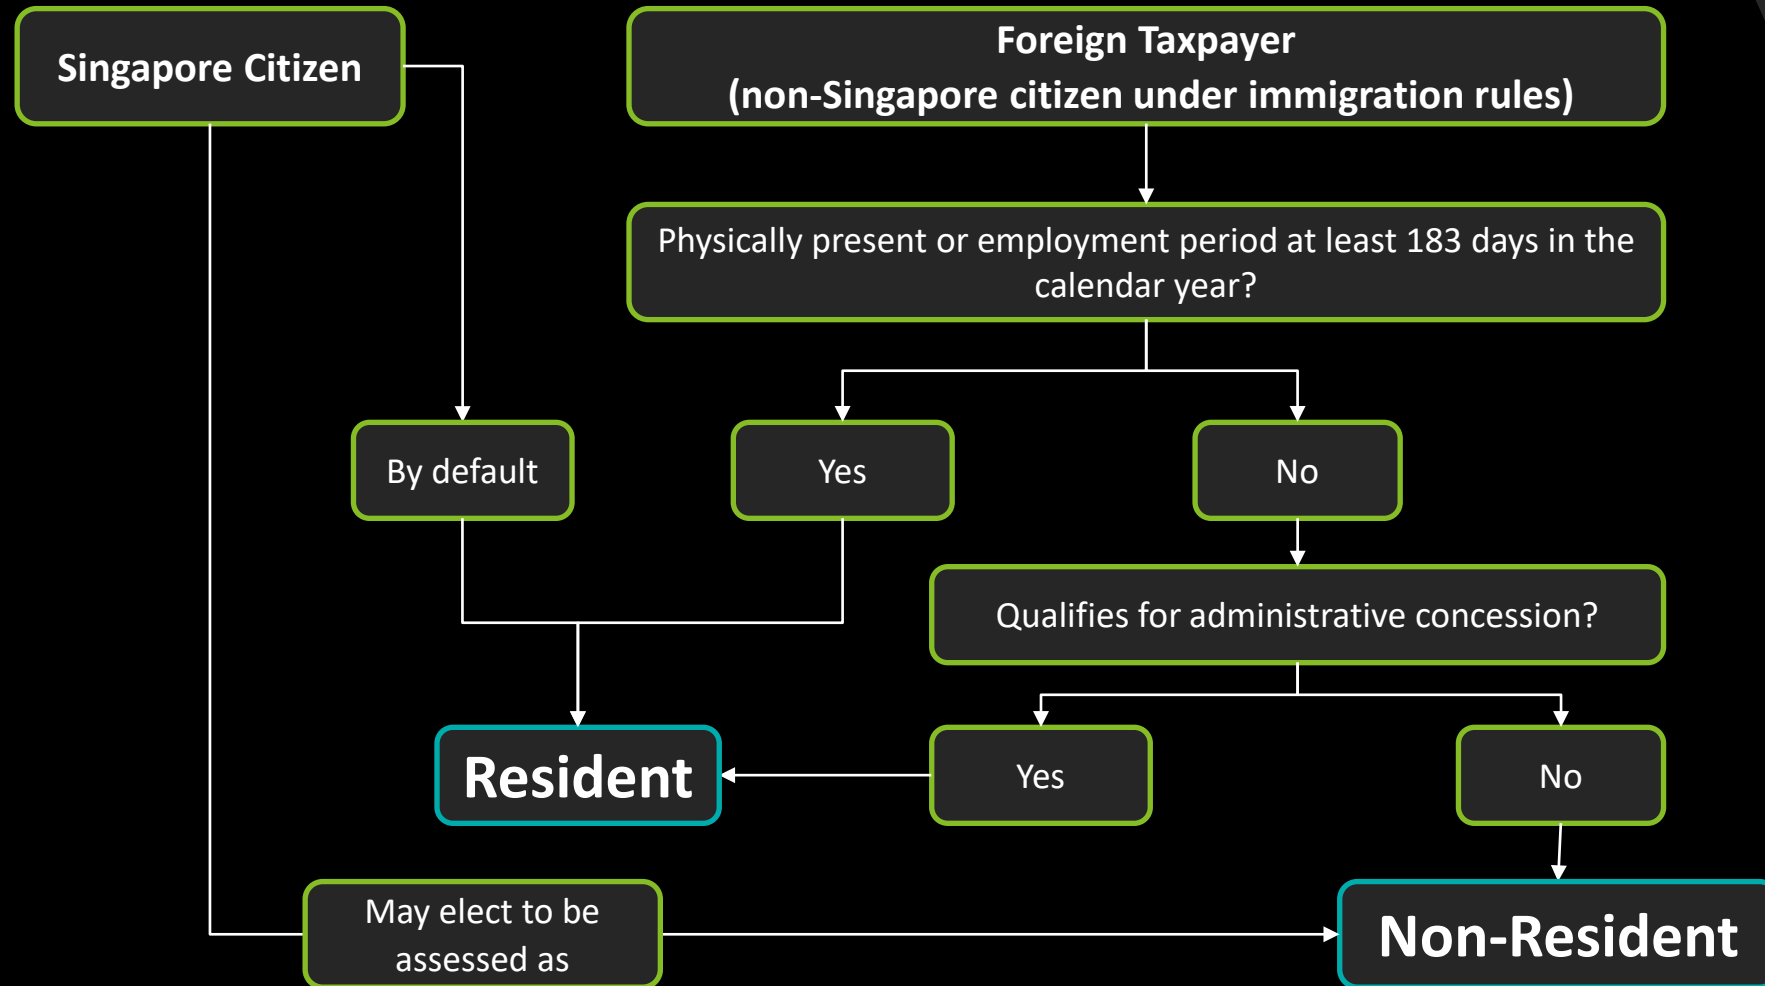 Singapore Citizen
Foreign Taxpayer
(non-Singapore citizen under immigration rules)
Physically present or employment period at least 183 days in the
calendar year?
By default
Yes
No
Qualifies for administrative concession?
Resident
Yes
No
May elect to be
assessed as
Non-Resident